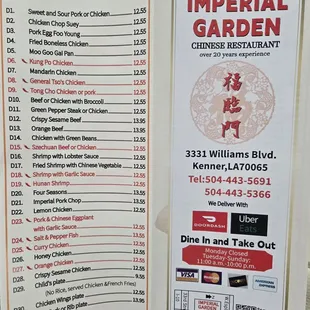 D1. Sweet and Sour Pork or Chicken 12.55
D2. Chicken Chop Suey 12.55
D3. Pork Egg Foo Young 12.55
D4. Fried Boneless Chicken 12.55
D5. Moo Goo Gai Pan 12.55
D6. Kung Po Chicken 12.55
D7. Mandarin Chicken 12.55
D8. General Tso's Chicken 12.55
D9. Tong Cho Chicken or pork 12.55
D10. Beef or Chicken with Broccoli 12.55
D11. Green Pepper Steak or Chicken 12.55
D12. Crispy Sesame Beef 13.55
D13. Orange Beef 13.95
D14. Chicken with Green Beans 12.55
D15. Szechuan Beef or Chicken 12.55
D16. Shrimp with Lobster Sauce 12.55
D17. Fried Shrimp with Chinese Vegetable 12.55
D18. Shrimp with Garlic Sauce 12.55
D19. Hunan Shrimp 12.55
D20. Four Seasons 13.95
D21. Imperial Pork Chop 12.55
D22. Lemon Chicken 12.55
D23. Pork & Chinese Eggplant
with Garlic Sauce 12.55
D24. Salt & Pepper Fish 13.95
D25. Curry Chicken 12.55
D26. Honey Chicken 12.55
D27. Orange Chicken 12.55
D28. Crispy Sesame Chicken 12.55
D29. Child's plate
(No Rice, served Chicken &French Fries)
Chicken Wings plate 12.55
Rib plate 13.95
IMPERIAL
GARDEN
CHINESE RESTAURANT
over 20 years experience
福臨門
3331 Williams Blvd.
Kenner,LA70065
Tel:504-443-5691
504-443-5366
We Deliver With
DOORDASH
Uber
Eats
Dine In and Take Out
Monday Closed
Tuesday-Sunday:
11:00 a.m.-10:00 p.m.
VISA
MasterCard
IMPERIAL
GARDEN